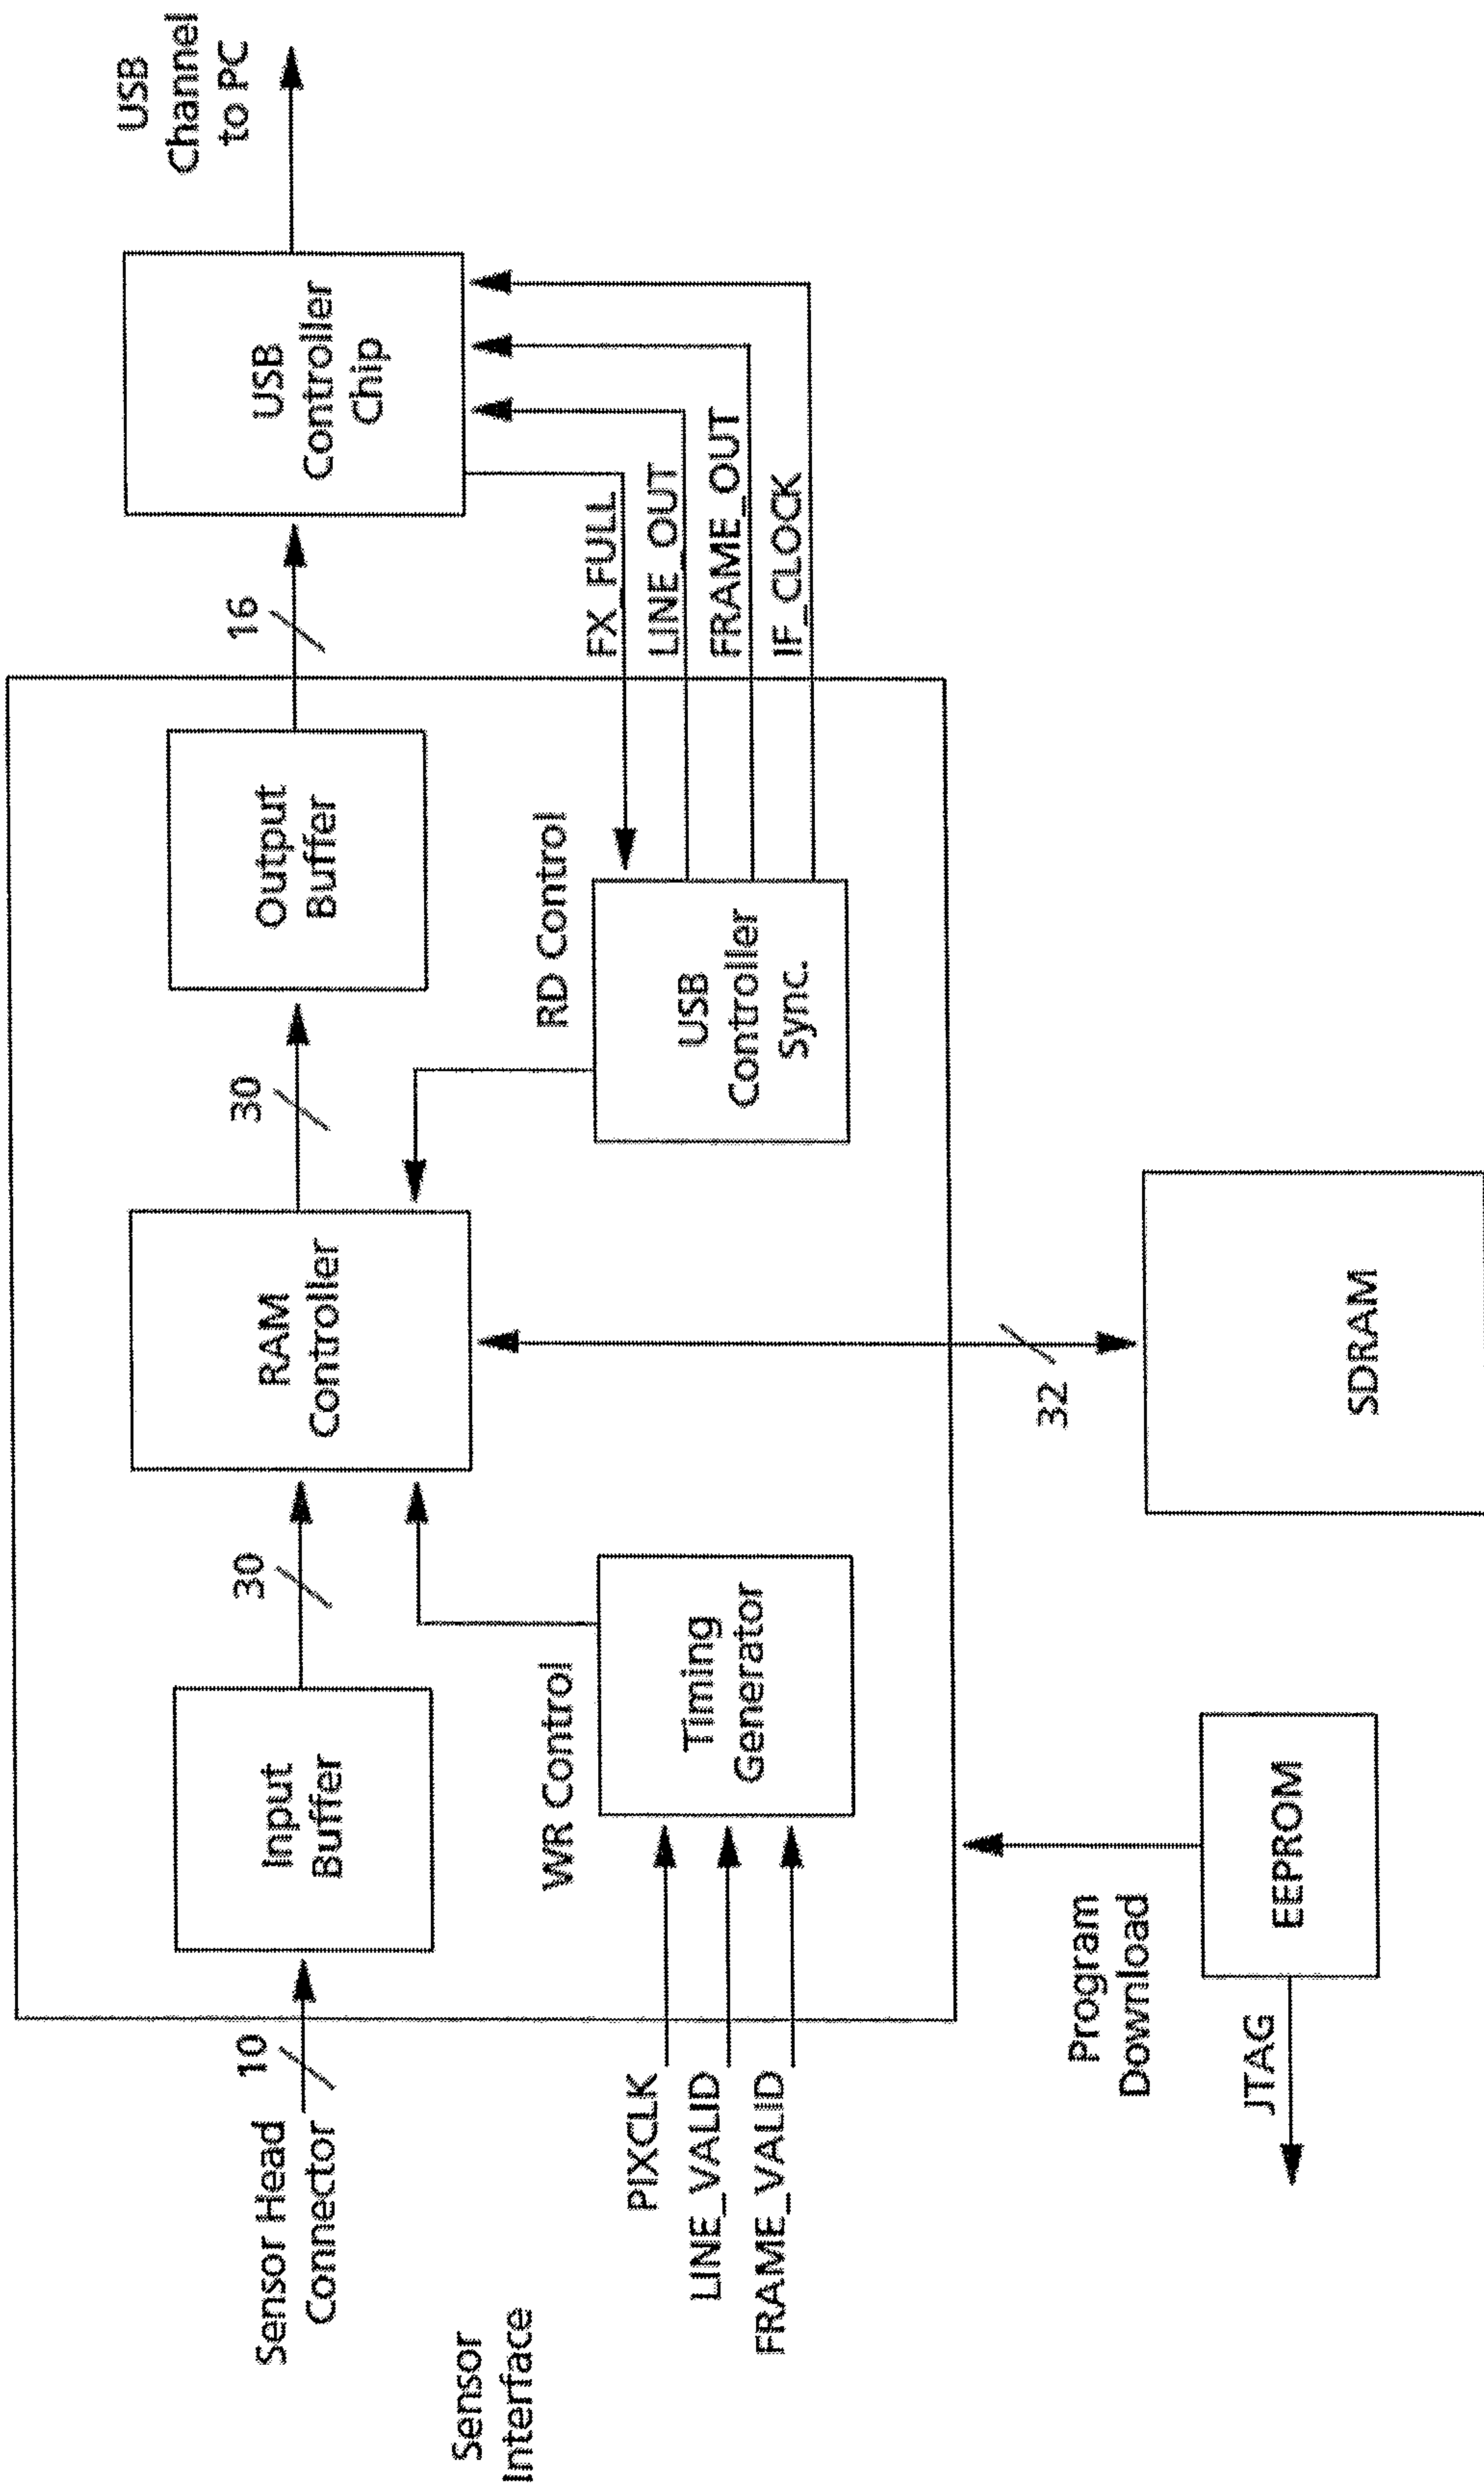 Sensor Head
Connector
10
Input
Buffer
30
RAM
Controller
30
Output
Buffer
16
USB
Controller
Chip
USB
Channel
to PC
Sensor
Interface
WR Control
RD Control
PIXCLK
LINE_VALID
FRAME_VALID
Timing
Generator
USB
Controller
Sync.
FX_FULL
LINE_OUT
FRAME_OUT
IF_CLOCK
Program
Download
32
JTAG
EEPROM
SDRAM